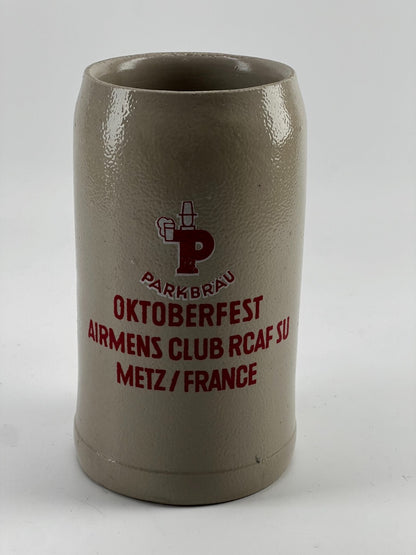 P
PARKBRÄU
OKTOBERFEST
AIRMENS CLUB RCAF SU
METZ/FRANCE